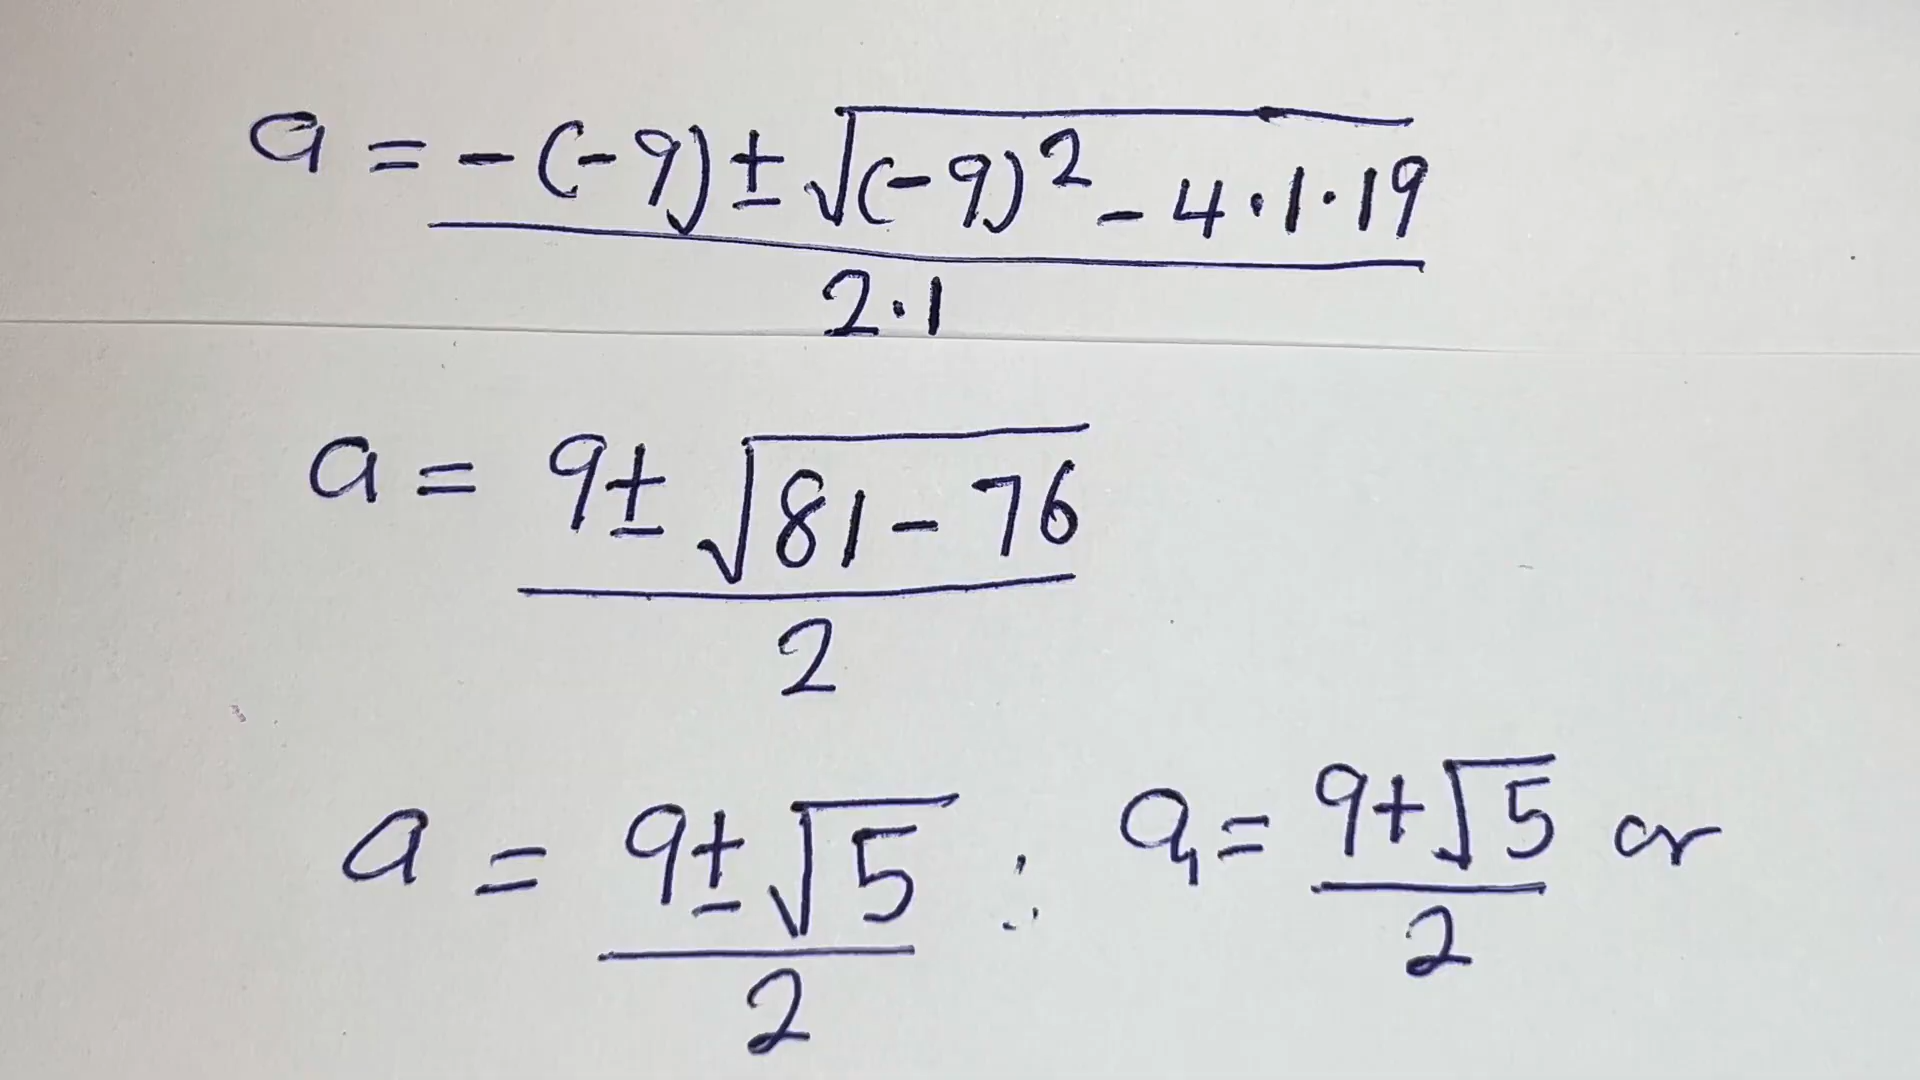 a = -(-9) ± √((-9)² - 4·1·19) / 2·1
a = 9 ± √(81 - 76) / 2
a = 9 ± √5 / 2 ∴ a₁ = 9 + √5 / 2 or